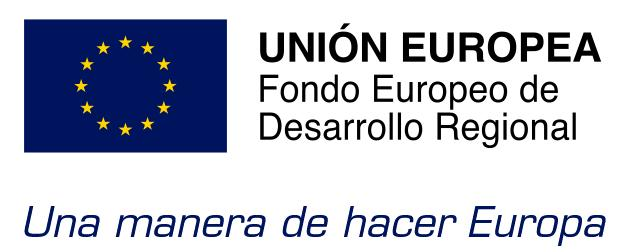 UNIÓN EUROPEA
Fondo Europeo de
Desarrollo Regional
Una manera de hacer Europa